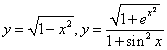 y = √(1 − x²), y = √(1 + e^(x²)) / (1 + sin² x)